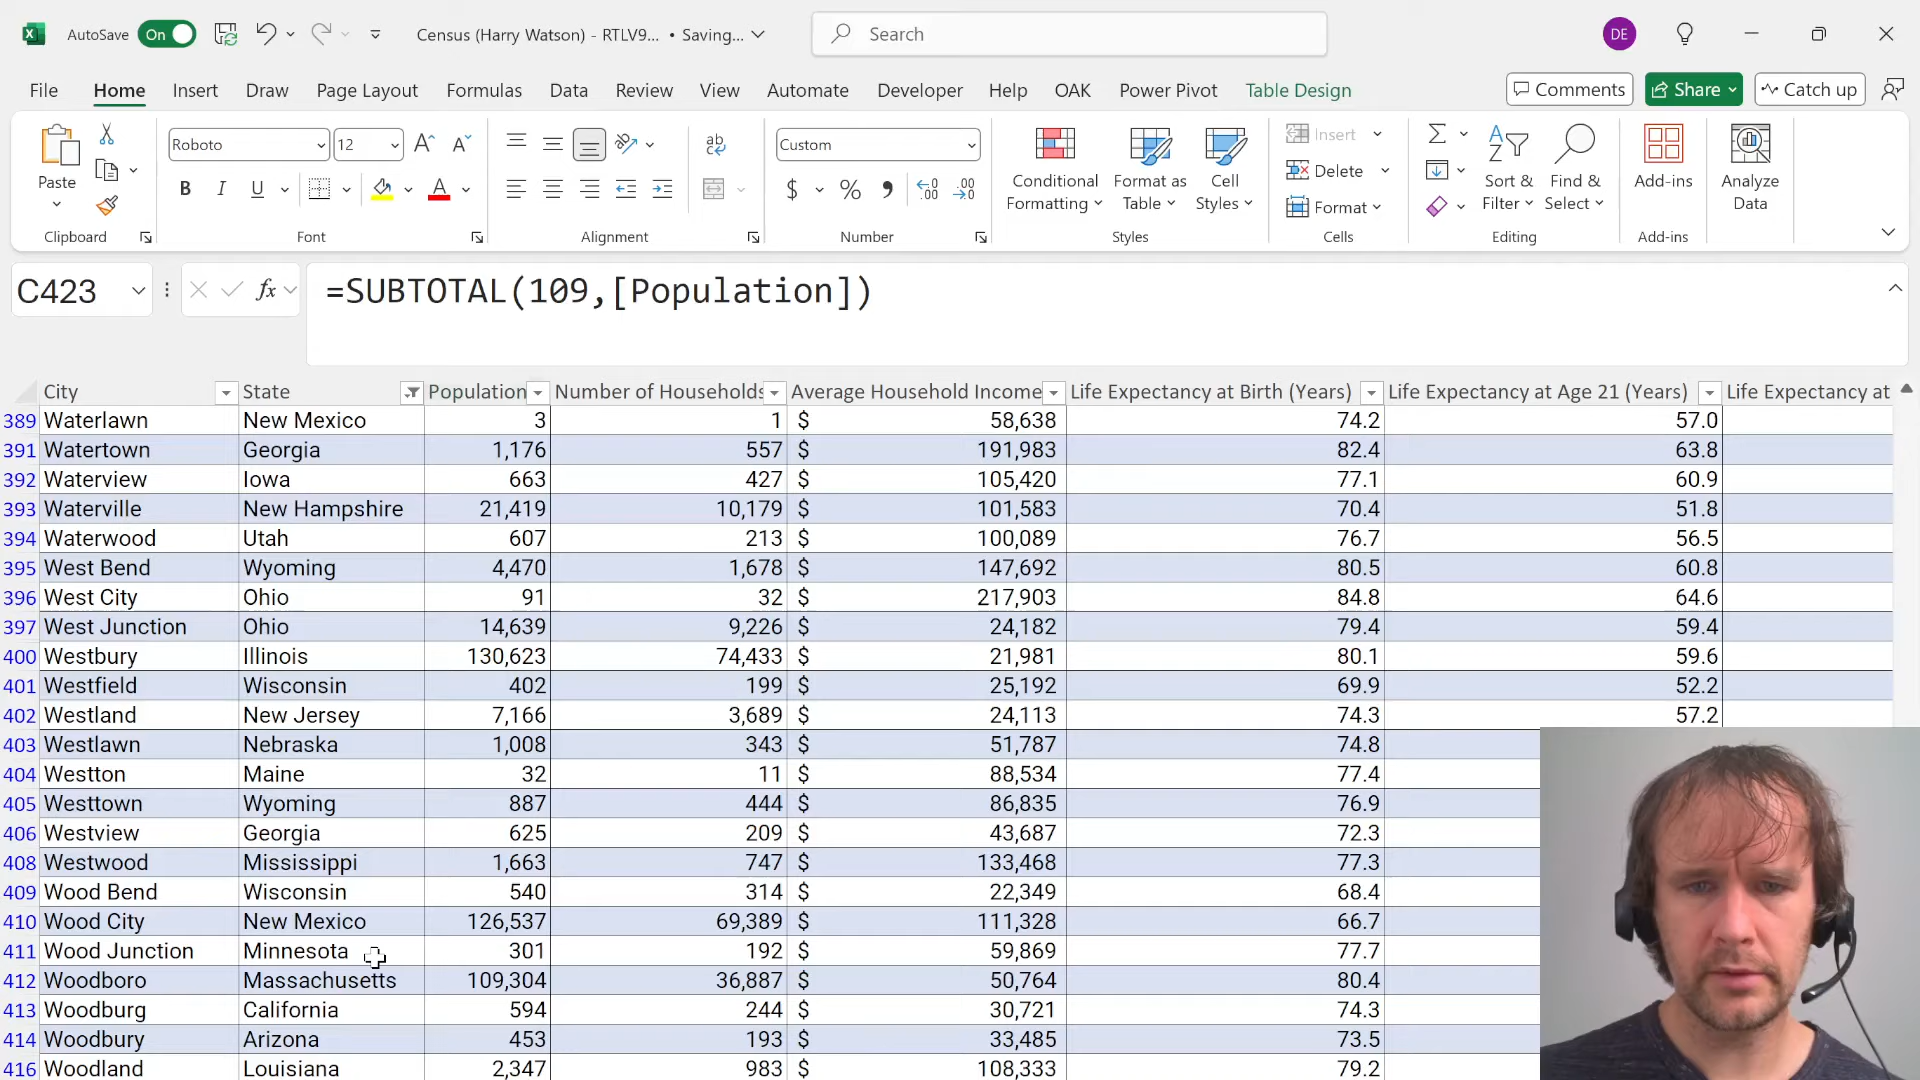 AutoSave On Census (Harry Watson) - RTLV9... • Saving... Search DE
File Home Insert Draw Page Layout Formulas Data Review View Automate Developer Help OAK Power Pivot Table Design Comments Share Catch up
Paste Roboto 12 Custom Conditional Formatting Format as Table Cell Styles Insert Delete Format Sort & Filter Find & Select Add-ins Analyze Data
Clipboard Font Alignment Number Styles Cells Editing Add-ins
C423 fx =SUBTOTAL(109,[Population])
City State Population Number of Households Average Household Income Life Expectancy at Birth (Years) Life Expectancy at Age 21 (Years) Life Expectancy at
389 Waterlawn New Mexico 3 1 $ 58,638 74.2 57.0
391 Watertown Georgia 1,176 557 $ 191,983 82.4 63.8
392 Waterview Iowa 663 427 $ 105,420 77.1 60.9
393 Waterville New Hampshire 21,419 10,179 $ 101,583 70.4 51.8
394 Waterwood Utah 607 213 $ 100,089 76.7 56.5
395 West Bend Wyoming 4,470 1,678 $ 147,692 80.5 60.8
396 West City Ohio 91 32 $ 217,903 84.8 64.6
397 West Junction Ohio 14,639 9,226 $ 24,182 79.4 59.4
400 Westbury Illinois 130,623 74,433 $ 21,981 80.1 59.6
401 Westfield Wisconsin 402 199 $ 25,192 69.9 52.2
402 Westland New Jersey 7,166 3,689 $ 24,113 74.3 57.2
403 Westlawn Nebraska 1,008 343 $ 51,787 74.8
404 Westton Maine 32 11 $ 88,534 77.4
405 Westtown Wyoming 887 444 $ 86,835 76.9
406 Westview Georgia 625 209 $ 43,687 72.3
408 Westwood Mississippi 1,663 747 $ 133,468 77.3
409 Wood Bend Wisconsin 540 314 $ 22,349 68.4
410 Wood City New Mexico 126,537 69,389 $ 111,328 66.7
411 Wood Junction Minnesota 301 192 $ 59,869 77.7
412 Woodboro Massachusetts 109,304 36,887 $ 50,764 80.4
413 Woodburg California 594 244 $ 30,721 74.3
414 Woodbury Arizona 453 193 $ 33,485 73.5
416 Woodland Louisiana 2,347 983 $ 108,333 79.2